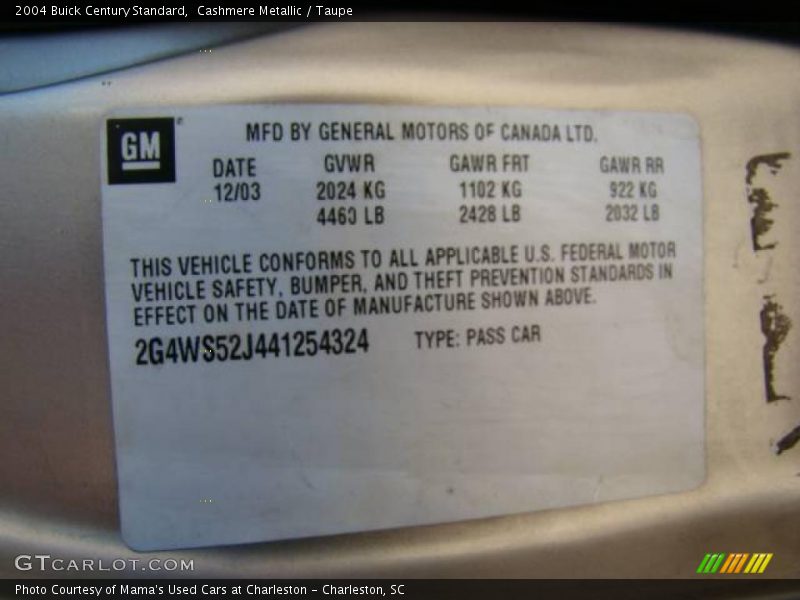 2004 Buick Century Standard, Cashmere Metallic / Taupe
GM
MFD BY GENERAL MOTORS OF CANADA LTD.
DATE GVWR GAWR FRT GAWR RR
12/03 2024 KG 1102 KG 922 KG
4460 LB 2428 LB 2032 LB
THIS VEHICLE CONFORMS TO ALL APPLICABLE U.S. FEDERAL MOTOR
VEHICLE SAFETY, BUMPER, AND THEFT PREVENTION STANDARDS IN
EFFECT ON THE DATE OF MANUFACTURE SHOWN ABOVE.
2G4WS52J441254324 TYPE: PASS CAR
GTCARLOT.COM
Photo Courtesy of Mama's Used Cars at Charleston - Charleston, SC